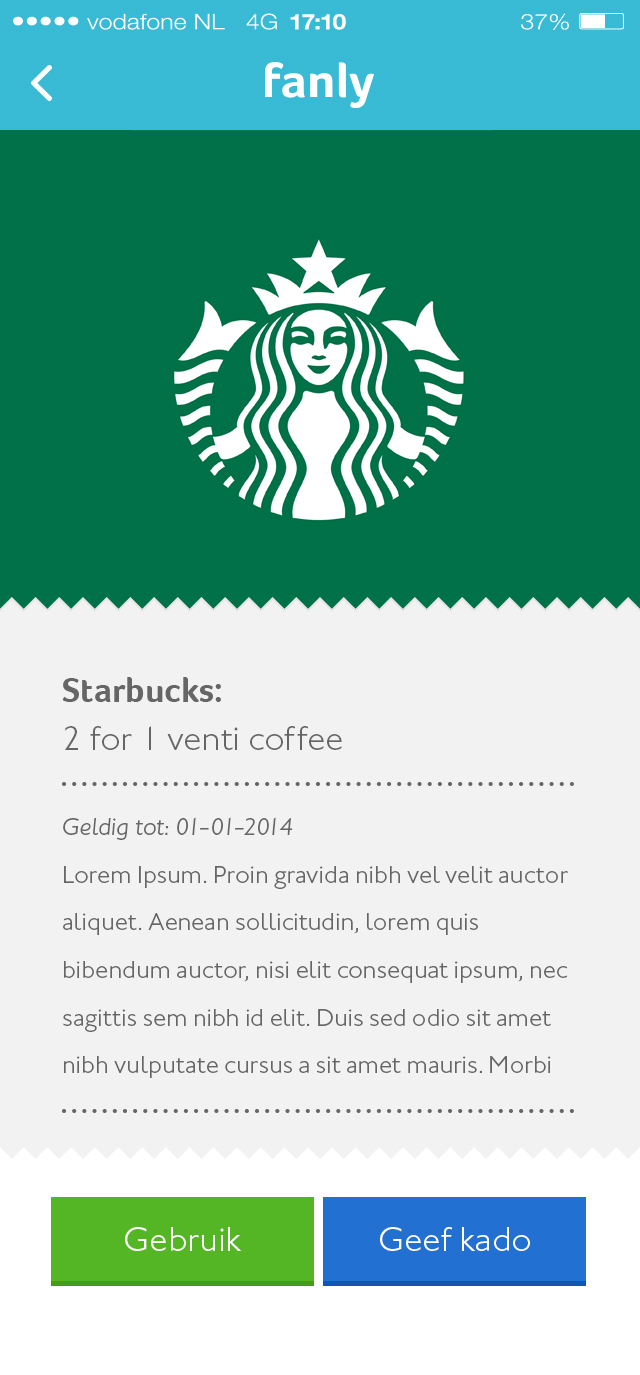 vodafone NL 4G 17:10 37%
fanly
Starbucks:
2 for 1 venti coffee
Geldig tot: 01-01-2014
Lorem Ipsum. Proin gravida nibh vel velit auctor
aliquet. Aenean sollicitudin, lorem quis
bibendum auctor, nisi elit consequat ipsum, nec
sagittis sem nibh id elit. Duis sed odio sit amet
nibh vulputate cursus a sit amet mauris. Morbi
Gebruik
Geef kado